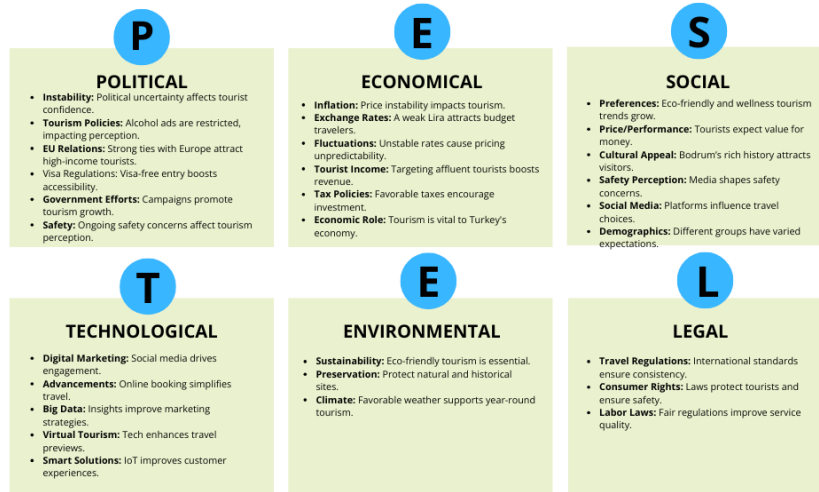 P
POLITICAL
• Instability: Political uncertainty affects tourist
confidence.
• Tourism Policies: Alcohol ads are restricted,
impacting perception.
• EU Relations: Strong ties with Europe attract
high-income tourists.
• Visa Regulations: Visa-free entry boosts
accessibility.
• Government Efforts: Campaigns promote
tourism growth.
• Safety: Ongoing safety concerns affect tourism
perception.
E
ECONOMICAL
• Inflation: Price instability impacts tourism.
• Exchange Rates: A weak Lira attracts budget
travelers.
• Fluctuations: Unstable rates cause pricing
unpredictability.
• Tourist Income: Targeting affluent tourists boosts
revenue.
• Tax Policies: Favorable taxes encourage
investment.
• Economic Role: Tourism is vital to Turkey's
economy.
S
SOCIAL
• Preferences: Eco-friendly and wellness tourism
trends grow.
• Price/Performance: Tourists expect value for
money.
• Cultural Appeal: Bodrum's rich history attracts
visitors.
• Safety Perception: Media shapes safety
concerns.
• Social Media: Platforms influence travel
choices.
• Demographics: Different groups have varied
expectations.
T
TECHNOLOGICAL
• Digital Marketing: Social media drives
engagement.
• Advancements: Online booking simplifies
travel.
• Big Data: Insights improve marketing
strategies.
• Virtual Tourism: Tech enhances travel
previews.
• Smart Solutions: IoT improves customer
experiences.
E
ENVIRONMENTAL
• Sustainability: Eco-friendly tourism is essential.
• Preservation: Protect natural and historical
sites.
• Climate: Favorable weather supports year-round
tourism.
L
LEGAL
• Travel Regulations: International standards
ensure consistency.
• Consumer Rights: Laws protect tourists and
ensure safety.
• Labor Laws: Fair regulations improve service
quality.